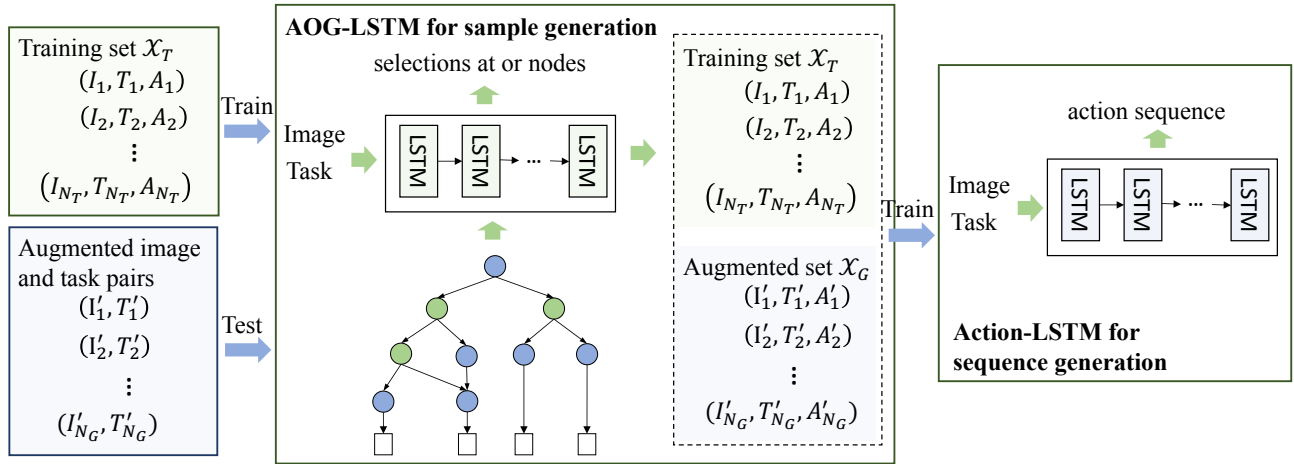 Training set 𝒳_T
(I_1, T_1, A_1)
(I_2, T_2, A_2)
⋮
(I_{N_T}, T_{N_T}, A_{N_T})
Augmented image
and task pairs
(I′_1, T′_1)
(I′_2, T′_2)
⋮
(I′_{N_G}, T′_{N_G})
Train
Test
AOG-LSTM for sample generation
selections at or nodes
Image
Task
LSTM
LSTM
...
LSTM
Training set 𝒳_T
(I_1, T_1, A_1)
(I_2, T_2, A_2)
⋮
(I_{N_T}, T_{N_T}, A_{N_T})
Augmented set 𝒳_G
(I′_1, T′_1, A′_1)
(I′_2, T′_2, A′_2)
⋮
(I′_{N_G}, T′_{N_G}, A′_{N_G})
Train
action sequence
Image
Task
LSTM
LSTM
...
LSTM
Action-LSTM for
sequence generation